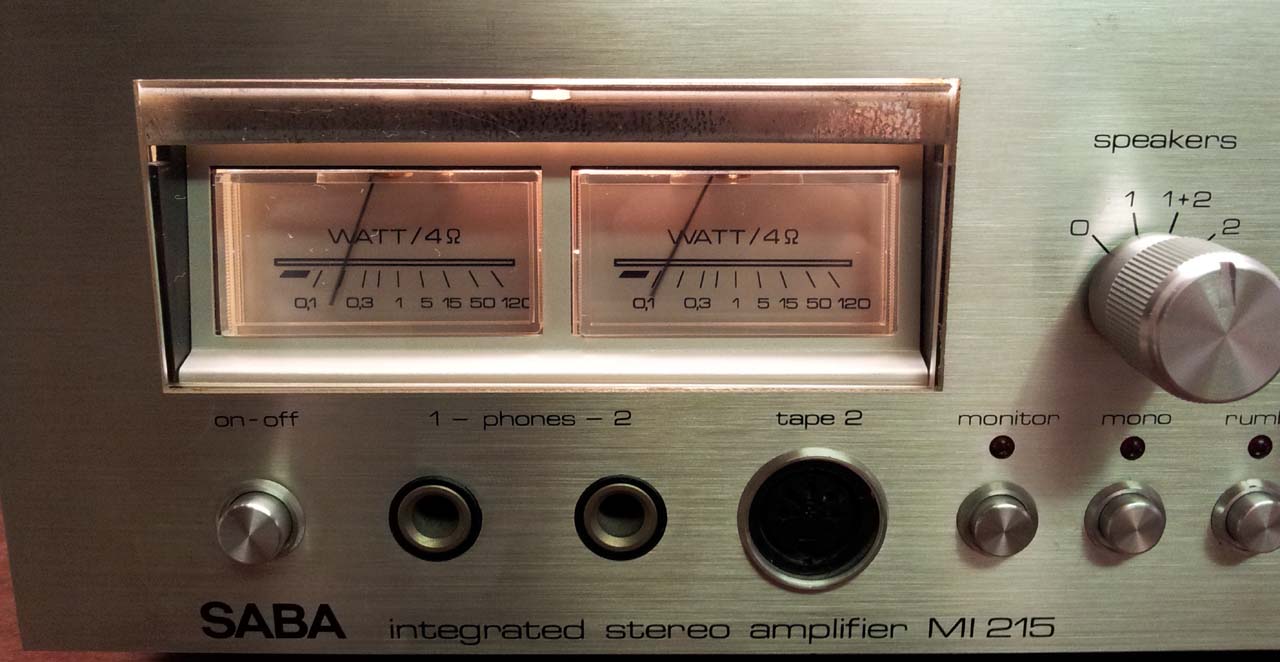 speakers
0 1 1+2 2
WATT/4Ω
0,1 0,3 1 5 15 50 120
WATT/4Ω
0,1 0,3 1 5 15 50 120
on-off
1 - phones - 2
tape 2
monitor
mono
SABA integrated stereo amplifier MI 215